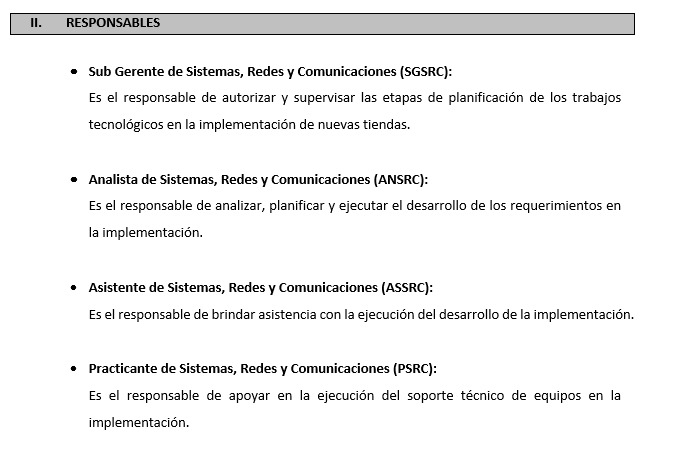 II. RESPONSABLES
• Sub Gerente de Sistemas, Redes y Comunicaciones (SGSRC):
Es el responsable de autorizar y supervisar las etapas de planificación de los trabajos
tecnológicos en la implementación de nuevas tiendas.
• Analista de Sistemas, Redes y Comunicaciones (ANSRC):
Es el responsable de analizar, planificar y ejecutar el desarrollo de los requerimientos en
la implementación.
• Asistente de Sistemas, Redes y Comunicaciones (ASSRC):
Es el responsable de brindar asistencia con la ejecución del desarrollo de la implementación.
• Practicante de Sistemas, Redes y Comunicaciones (PSRC):
Es el responsable de apoyar en la ejecución del soporte técnico de equipos en la
implementación.